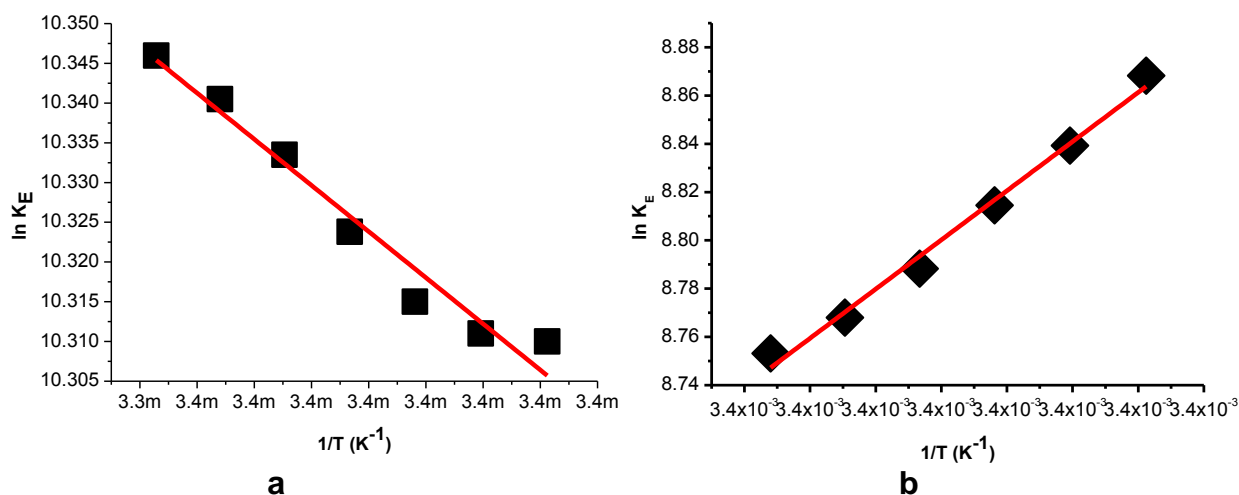 10.350
10.345
10.340
10.335
10.330
10.325
10.320
10.315
10.310
10.305
ln K_E
3.3m 3.4m 3.4m 3.4m 3.4m 3.4m 3.4m 3.4m 3.4m
1/T (K⁻¹)
a
8.88
8.86
8.84
8.82
8.80
8.78
8.76
8.74
ln K_E
3.4x10⁻³ 3.4x10⁻³ 3.4x10⁻³ 3.4x10⁻³ 3.4x10⁻³ 3.4x10⁻³ 3.4x10⁻³ 3.4x10⁻³
1/T (K⁻¹)
b